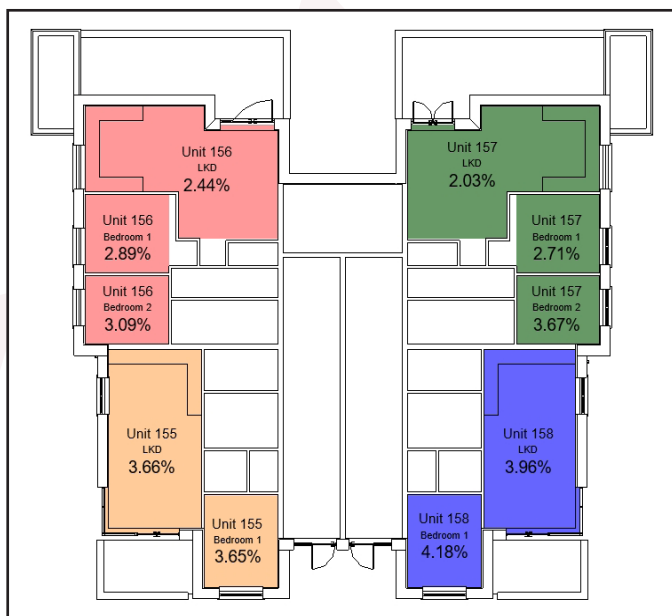 Unit 156
LKD
2.44%
Unit 157
LKD
2.03%
Unit 156
Bedroom 1
2.89%
Unit 157
Bedroom 1
2.71%
Unit 156
Bedroom 2
3.09%
Unit 157
Bedroom 2
3.67%
Unit 155
LKD
3.66%
Unit 158
LKD
3.96%
Unit 155
Bedroom 1
3.65%
Unit 158
Bedroom 1
4.18%